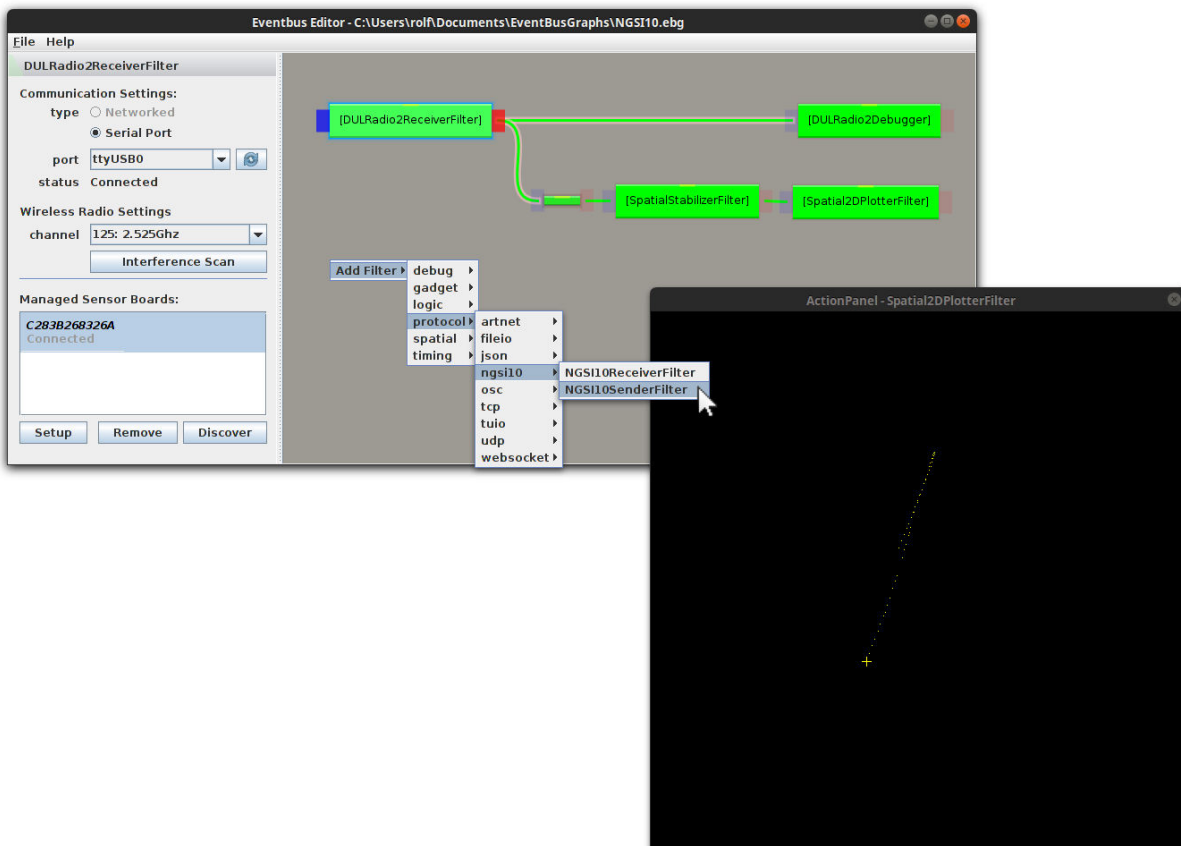 Eventbus Editor - C:\Users\rolf\Documents\EventBusGraphs\NGSI10.ebg
File Help
DULRadio2ReceiverFilter
Communication Settings:
type Networked
Serial Port
port ttyUSB0
status Connected
Wireless Radio Settings
channel 125: 2.525Ghz
Interference Scan
Managed Sensor Boards:
C283B268326A
Connected
Setup Remove Discover
[DULRadio2ReceiverFilter]
[DULRadio2Debugger]
[SpatialStabilizerFilter]
[Spatial2DPlotterFilter]
Add Filter
debug
gadget
logic
protocol
spatial
timing
artnet
fileio
json
ngsi10
osc
tcp
tuio
udp
websocket
NGSI10ReceiverFilter
NGSI10SenderFilter
ActionPanel - Spatial2DPlotterFilter